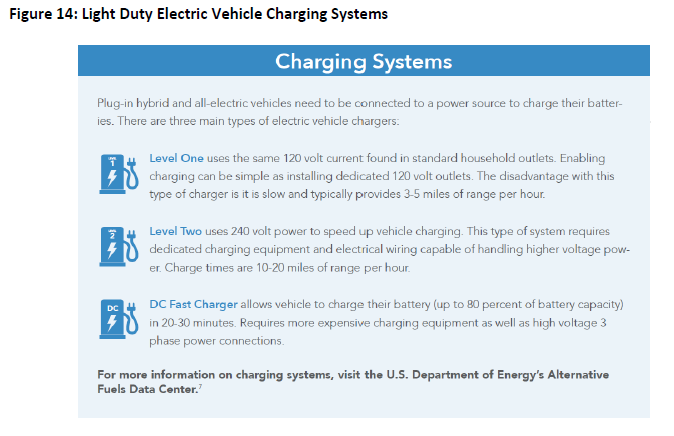 Figure 14: Light Duty Electric Vehicle Charging Systems
Charging Systems
Plug-in hybrid and all-electric vehicles need to be connected to a power source to charge their batter-
ies. There are three main types of electric vehicle chargers:
LEVEL
1
Level One uses the same 120 volt current found in standard household outlets. Enabling
charging can be simple as installing dedicated 120 volt outlets. The disadvantage with this
type of charger is it is slow and typically provides 3-5 miles of range per hour.
LEVEL
2
Level Two uses 240 volt power to speed up vehicle charging. This type of system requires
dedicated charging equipment and electrical wiring capable of handling higher voltage pow-
er. Charge times are 10-20 miles of range per hour.
DC
DC Fast Charger allows vehicle to charge their battery (up to 80 percent of battery capacity)
in 20-30 minutes. Requires more expensive charging equipment as well as high voltage 3
phase power connections.
For more information on charging systems, visit the U.S. Department of Energy's Alternative
Fuels Data Center.7